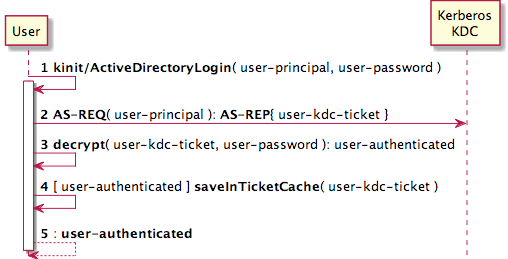 User
Kerberos
KDC
1 kinit/ActiveDirectoryLogin( user-principal, user-password )
2 AS-REQ( user-principal ): AS-REP{ user-kdc-ticket }
3 decrypt( user-kdc-ticket, user-password ): user-authenticated
4 [ user-authenticated ] saveInTicketCache( user-kdc-ticket )
5 : user-authenticated